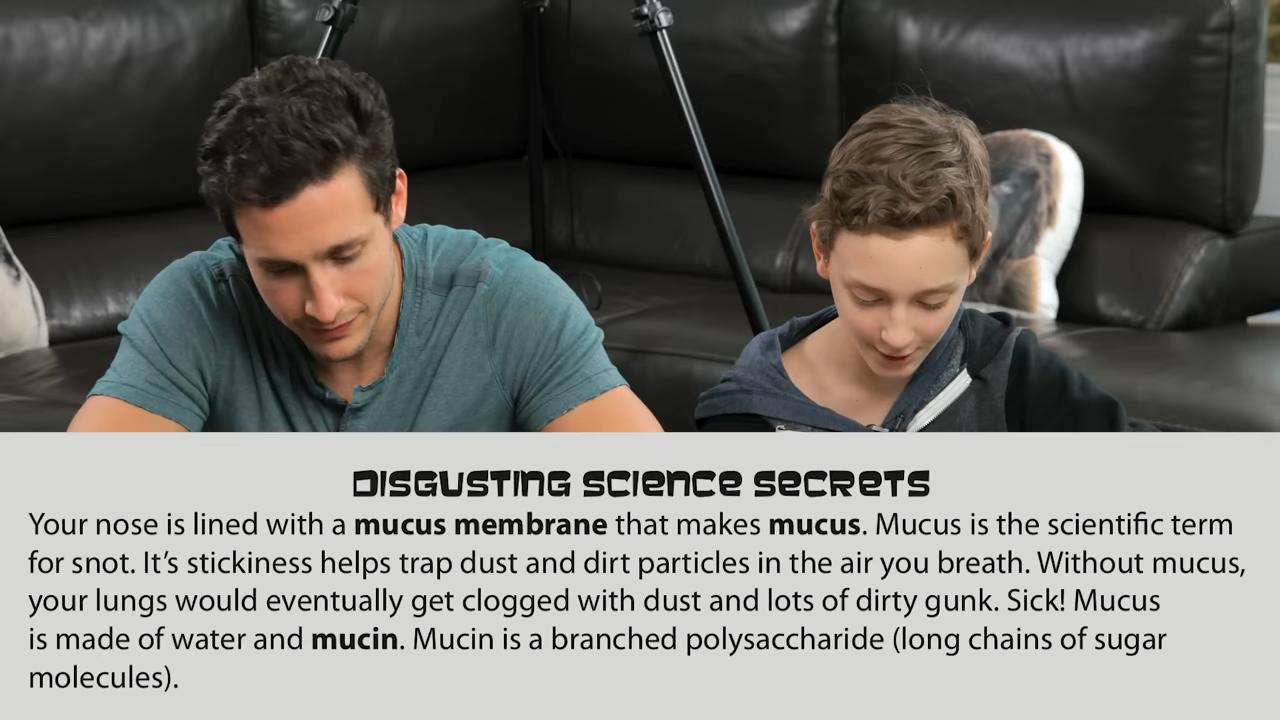 DISGUSTING SCIENCE SECRETS
Your nose is lined with a mucus membrane that makes mucus. Mucus is the scientific term
for snot. It’s stickiness helps trap dust and dirt particles in the air you breath. Without mucus,
your lungs would eventually get clogged with dust and lots of dirty gunk. Sick! Mucus
is made of water and mucin. Mucin is a branched polysaccharide (long chains of sugar
molecules).